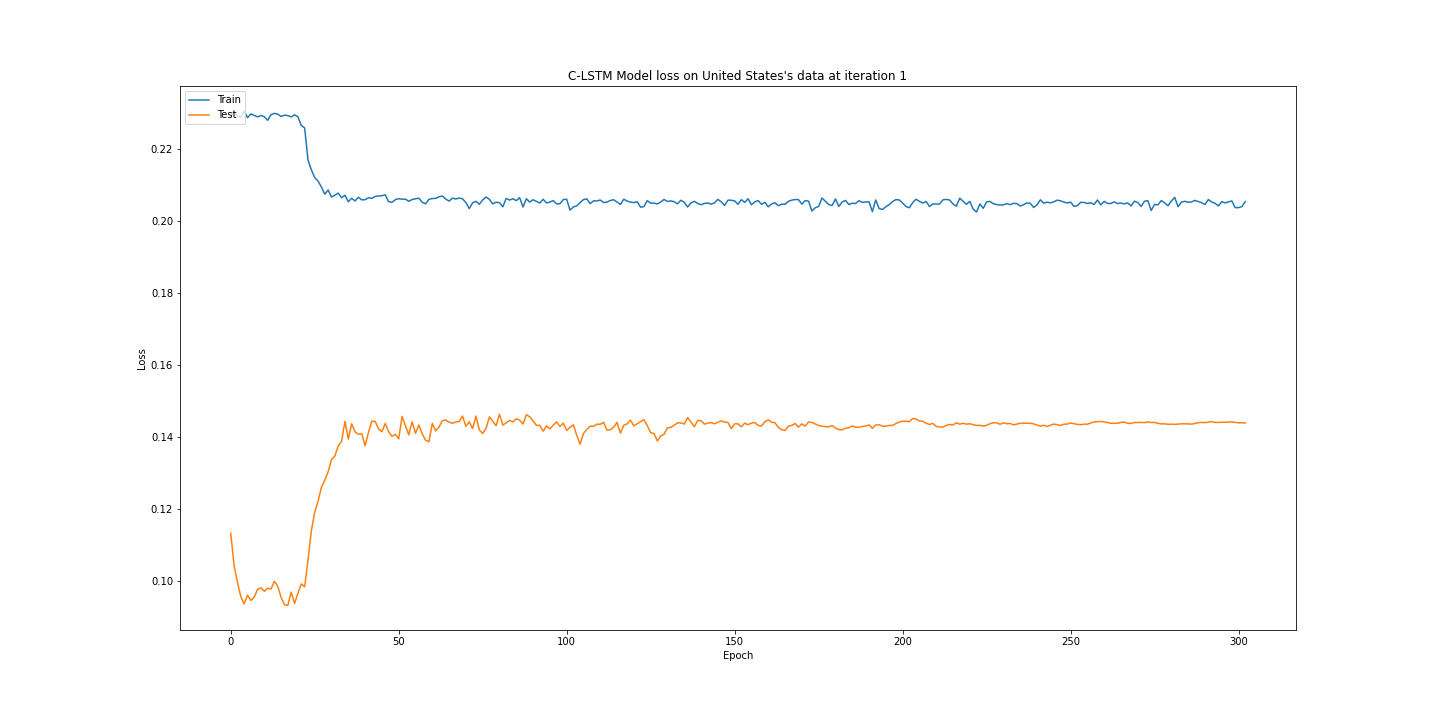 C-LSTM Model loss on United States's data at iteration 1
Train
Test
0.22
0.20
0.18
0.16
0.14
0.12
0.10
Loss
0 50 100 150 200 250 300
Epoch